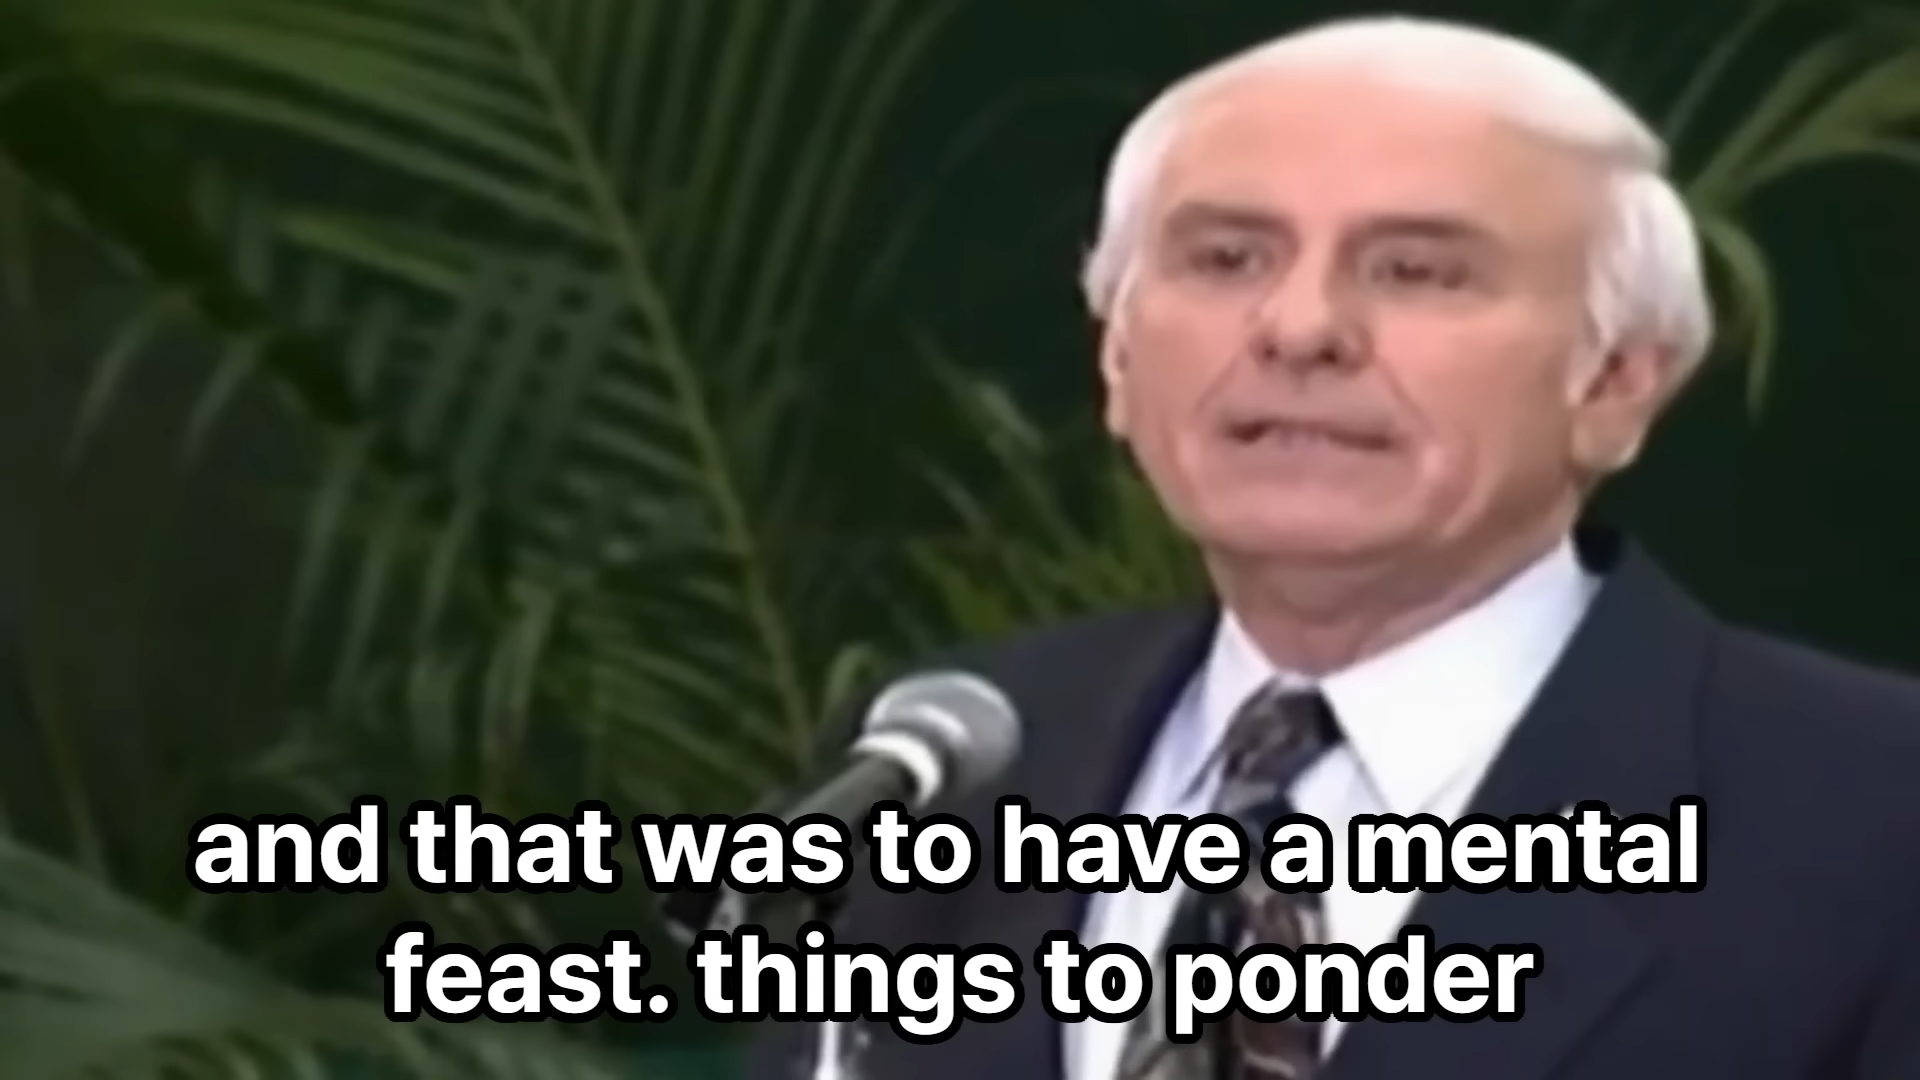 and that was to have a mental
feast. things to ponder